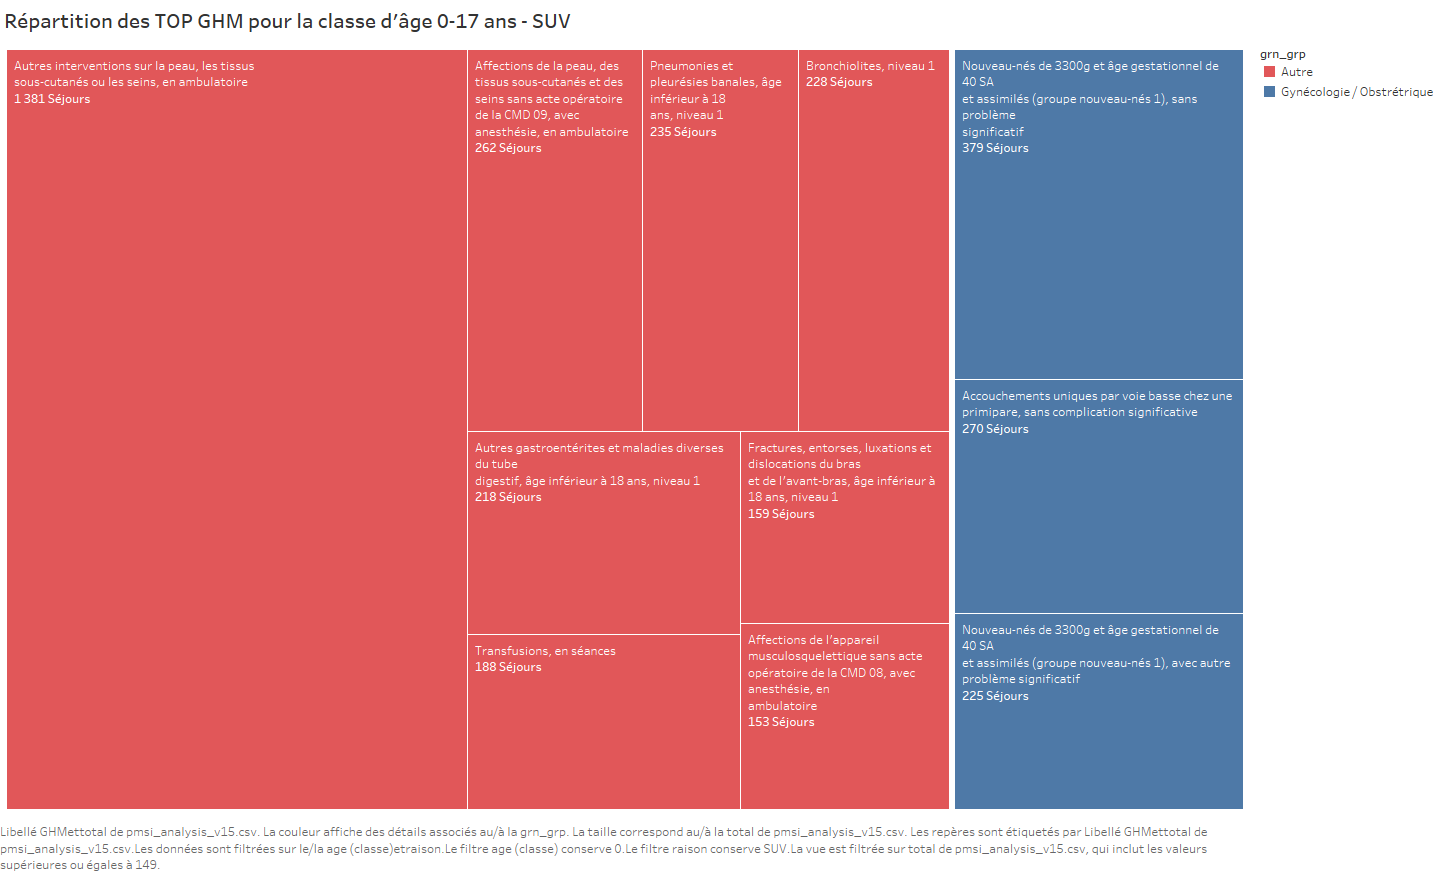 Répartition des TOP GHM pour la classe d’âge 0-17 ans - SUV
Autres interventions sur la peau, les tissus
sous-cutanés ou les seins, en ambulatoire
1 381 Séjours
Affections de la peau, des
tissus sous-cutanés et des
seins sans acte opératoire
de la CMD 09, avec
anesthésie, en ambulatoire
262 Séjours
Pneumonies et
pleurésies banales, âge
inférieur à 18
ans, niveau 1
235 Séjours
Bronchiolites, niveau 1
228 Séjours
Nouveau-nés de 3300g et âge gestationnel de
40 SA
et assimilés (groupe nouveau-nés 1), sans
problème
significatif
379 Séjours
grn_grp
Autre
Gynécologie / Obstrétrique
Accouchements uniques par voie basse chez une
primipare, sans complication significative
270 Séjours
Autres gastroentérites et maladies diverses
du tube
digestif, âge inférieur à 18 ans, niveau 1
218 Séjours
Fractures, entorses, luxations et
dislocations du bras
et de l’avant-bras, âge inférieur à
18 ans, niveau 1
159 Séjours
Transfusions, en séances
188 Séjours
Affections de l’appareil
musculosquelettique sans acte
opératoire de la CMD 08, avec
anesthésie, en
ambulatoire
153 Séjours
Nouveau-nés de 3300g et âge gestationnel de
40 SA
et assimilés (groupe nouveau-nés 1), avec autre
problème significatif
225 Séjours
Libellé GHMettotal de pmsi_analysis_v15.csv. La couleur affiche des détails associés au/à la grn_grp. La taille correspond au/à la total de pmsi_analysis_v15.csv. Les repères sont étiquetés par Libellé GHMettotal de
pmsi_analysis_v15.csv.Les données sont filtrées sur le/la age (classe)etraison.Le filtre age (classe) conserve 0.Le filtre raison conserve SUV.La vue est filtrée sur total de pmsi_analysis_v15.csv, qui inclut les valeurs
supérieures ou égales à 149.